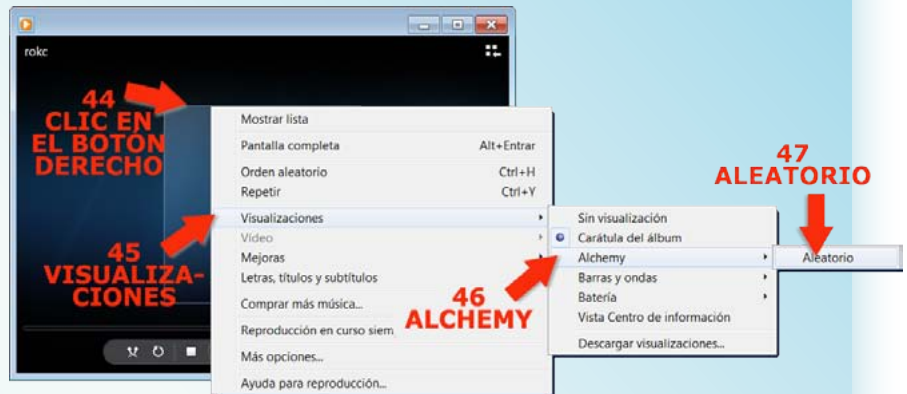 rokc
44
CLIC EN
EL BOTÓN
DERECHO
45
VISUALIZA-
CIONES
Mostrar lista
Pantalla completa Alt+Entrar
Orden aleatorio Ctrl+H
Repetir Ctrl+Y
Visualizaciones
Vídeo
Mejoras
Letras, títulos y subtítulos
Comprar más música...
Reproducción en curso siem
Más opciones...
Ayuda para reproducción...
46
ALCHEMY
Sin visualización
Carátula del álbum
Alchemy
Barras y ondas
Batería
Vista Centro de información
Descargar visualizaciones...
47
ALEATORIO
Aleatorio